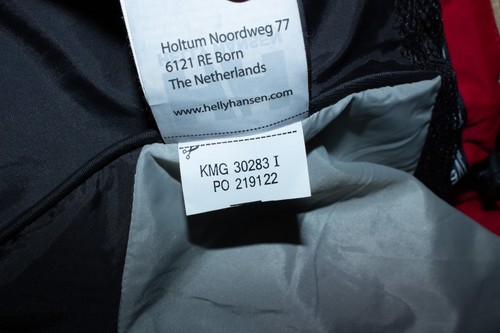 Holtum Noordweg 77
6121 RE Born
The Netherlands
www.hellyhansen.com
KMG 30283 I
PO 219122